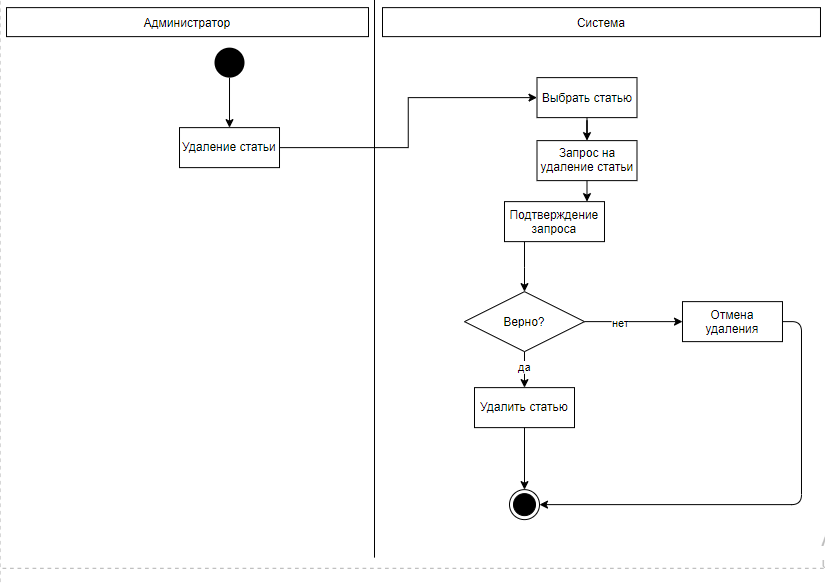 Администратор
Система
Выбрать статью
Удаление статьи
Запрос на
удаление статьи
Подтверждение
запроса
Верно?
нет
Отмена
удаления
да
Удалить статью